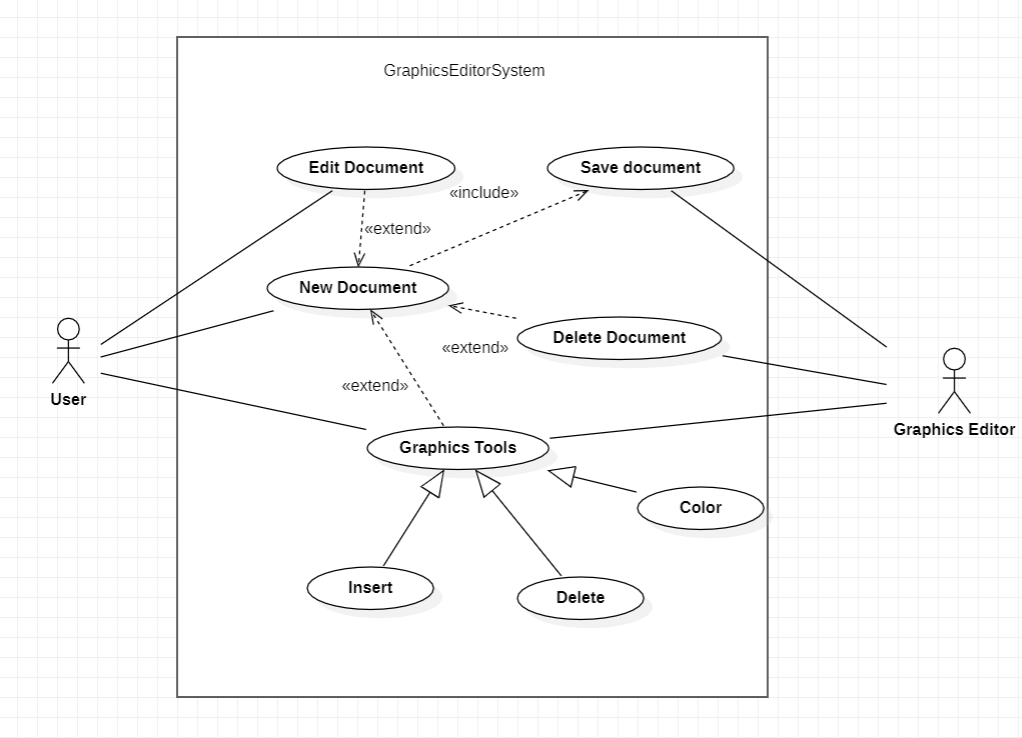 GraphicsEditorSystem
Edit Document
Save document
«include»
«extend»
New Document
Delete Document
«extend»
«extend»
User
Graphics Editor
Graphics Tools
Color
Insert
Delete